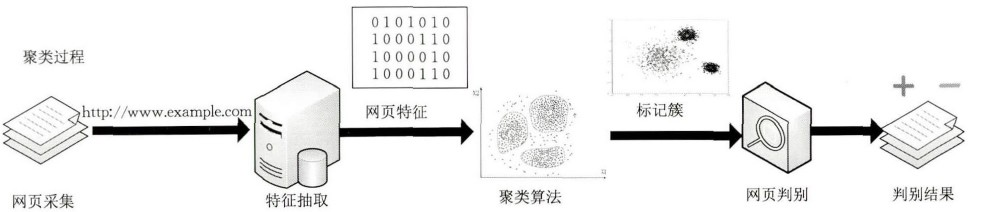 聚类过程
http://www.example.com
网页采集
特征抽取
0101010
1000110
1000010
1000110
网页特征
聚类算法
标记簇
网页判别
+ −
判别结果